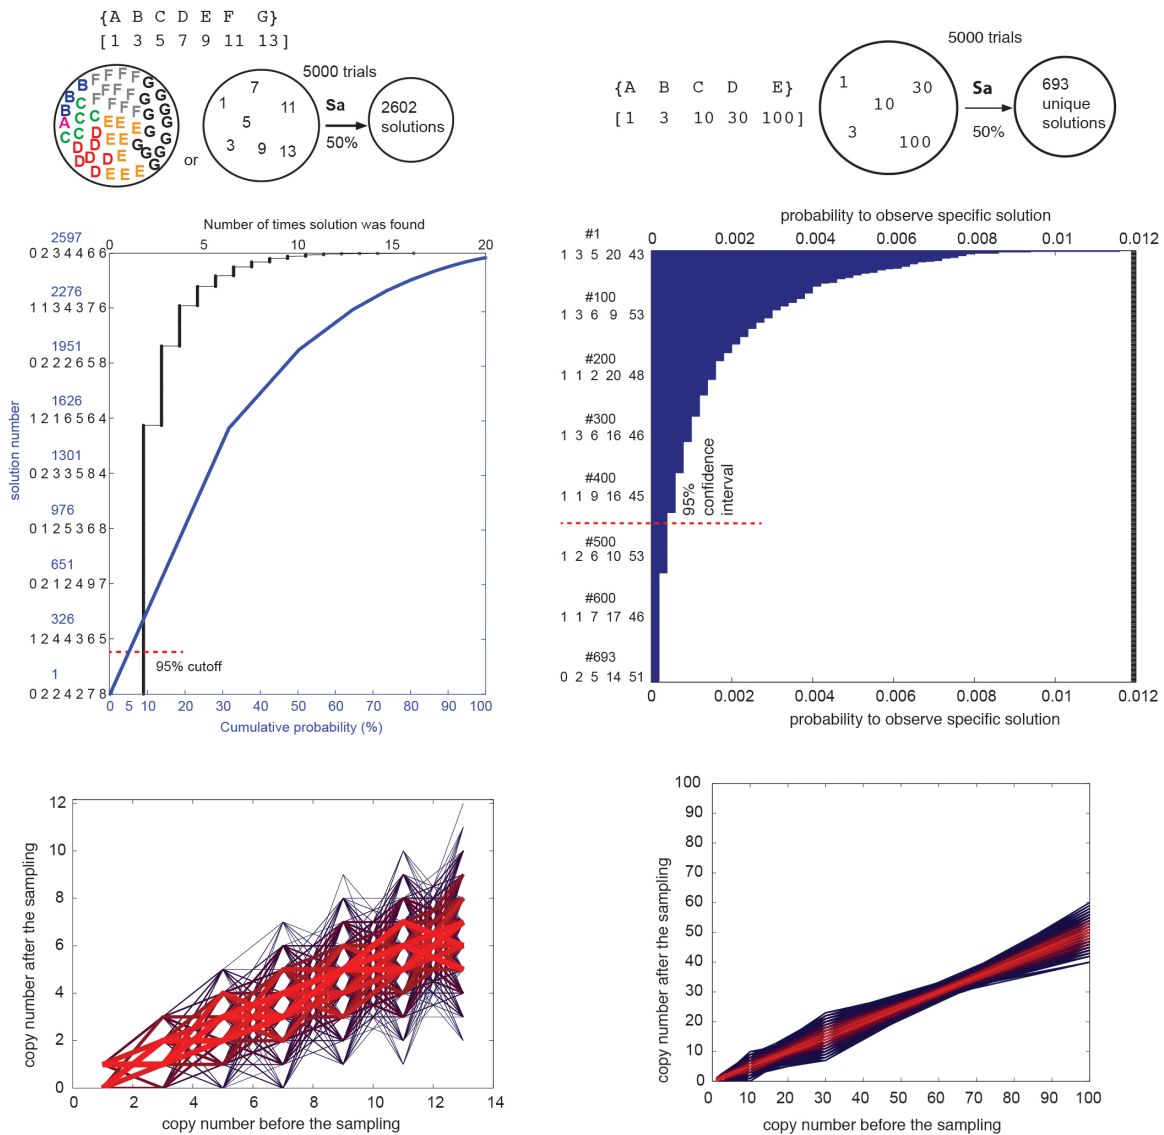 {A B C D E F G}
[1 3 5 7 9 11 13]
5000 trials
B B B A C C C C C C D D D D D D D E E E E E E E E E F F F F F F F F F F F G G G G G G G G G G G G G
or
7
1
11
5
3
9
13
Sa
50%
2602
solutions
5000 trials
{A B C D E}
[1 3 10 30 100]
1
30
10
3
100
Sa
50%
693
unique
solutions
Number of times solution was found
0 5 10 15 20
solution number
2597
0 2 3 4 4 6 6
2276
1 1 3 4 3 7 6
1951
0 2 2 2 6 5 8
1626
1 2 1 6 5 6 4
1301
0 2 3 3 5 8 4
976
0 1 2 5 3 6 8
651
0 2 1 2 4 9 7
326
1 2 4 4 3 6 5
95% cutoff
1
0 2 2 4 2 7 8
0 5 10 20 30 40 50 60 70 80 90 100
Cumulative probability (%)
probability to observe specific solution
0 0.002 0.004 0.006 0.008 0.01 0.012
#1
1 3 5 20 43
#100
1 3 6 9 53
#200
1 1 2 20 48
#300
1 3 6 16 46
#400
1 1 9 16 45
95%
confidence
interval
#500
1 2 6 10 53
#600
1 1 7 17 46
#693
0 2 5 14 51
0 0.002 0.004 0.006 0.008 0.01 0.012
probability to observe specific solution
copy number after the sampling
12
10
8
6
4
2
0
0 2 4 6 8 10 12 14
copy number before the sampling
copy number after the sampling
100
90
80
70
60
50
40
30
20
10
0
0 10 20 30 40 50 60 70 80 90 100
copy number before the sampling